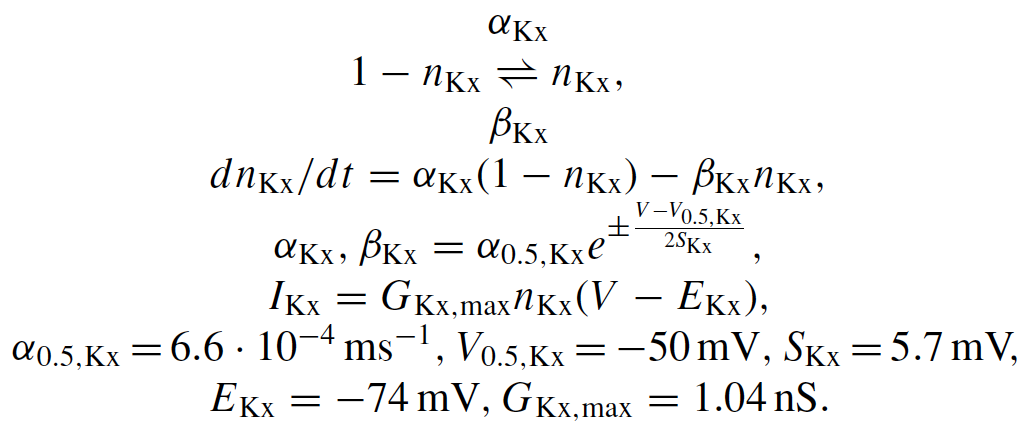 α_Kx
1 − n_Kx ⇌ n_Kx,
β_Kx
dn_Kx/dt = α_Kx(1 − n_Kx) − β_Kx n_Kx,
α_Kx, β_Kx = α_0.5,Kx e^{±\frac{V−V_0.5,Kx}{2S_Kx}},
I_Kx = G_Kx,max n_Kx(V − E_Kx),
α_0.5,Kx = 6.6 · 10^−4 ms^−1, V_0.5,Kx = −50 mV, S_Kx = 5.7 mV,
E_Kx = −74 mV, G_Kx,max = 1.04 nS.